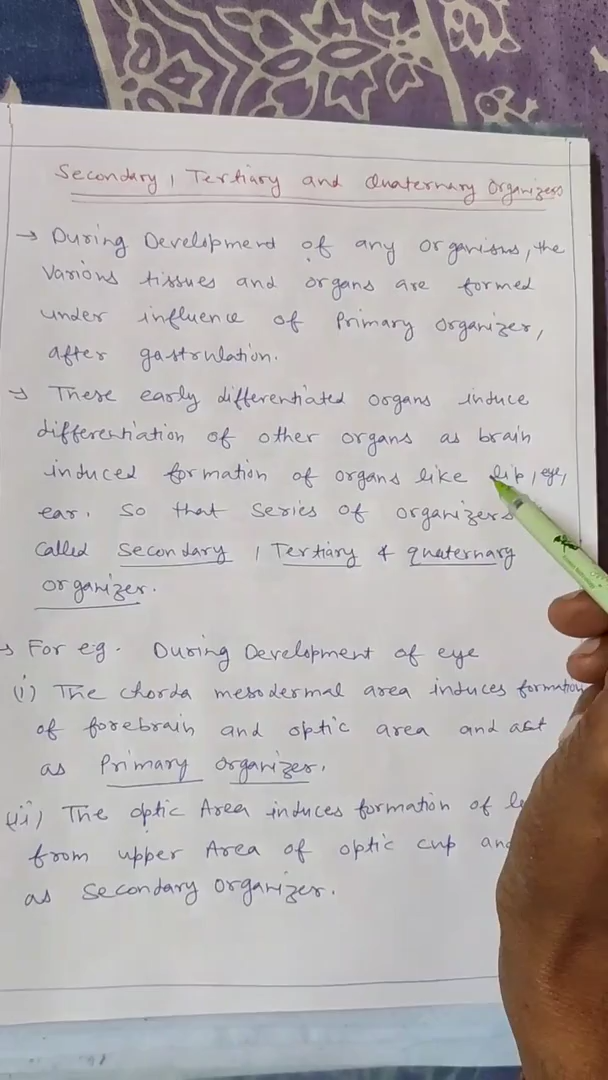 Secondary, Tertiary and Quaternary Organizers
→ During Development of any organisms, the
various tissues and organs are formed
under influence of Primary organizer,
after gastrulation.
→ These early differentiated organs induce
differentiation of other organs as brain
induced formation of organs like lip, eye,
ear. So that series of organizers
called Secondary, Tertiary & quaternary
organizer.
→ For eg. During Development of eye
(i) The chorda mesodermal area induces formation
of forebrain and optic area and act
as Primary organizer.
(ii) The optic Area induces formation of
from upper Area of optic cup
as secondary organizer.